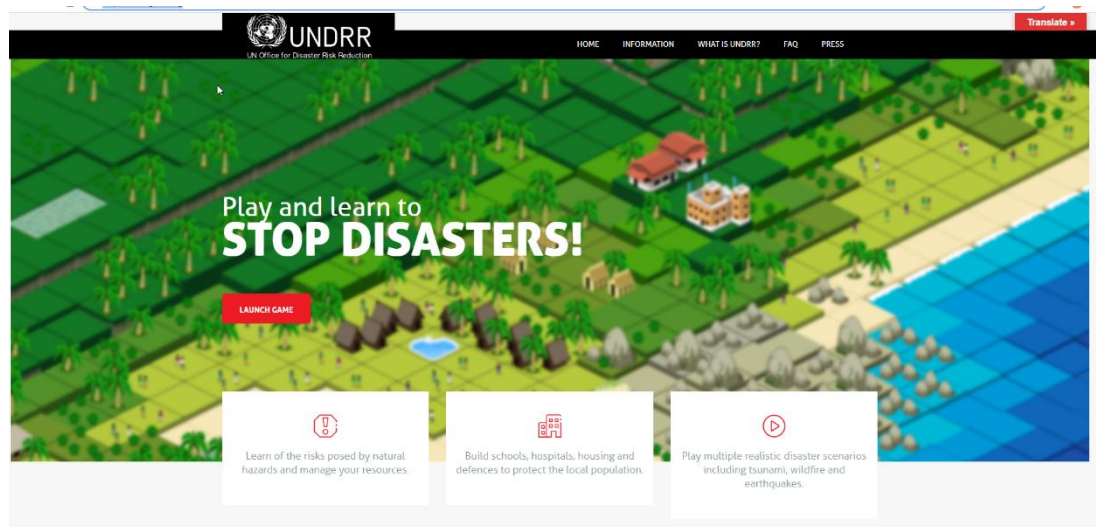 Translate »
UNDRR
UN Office for Disaster Risk Reduction
HOME INFORMATION WHAT IS UNDRR? FAQ PRESS
Play and learn to
STOP DISASTERS!
LAUNCH GAME
Learn of the risks posed by natural
hazards and manage your resources.
Build schools, hospitals, housing and
defences to protect the local population.
Play multiple realistic disaster scenarios
including tsunami, wildfire and
earthquakes.